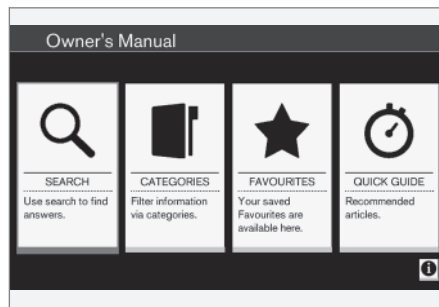 Owner's Manual
SEARCH
Use search to find
answers.
CATEGORIES
Filter information
via categories.
FAVOURITES
Your saved
Favourites are
available here.
QUICK GUIDE
Recommended
articles.
i